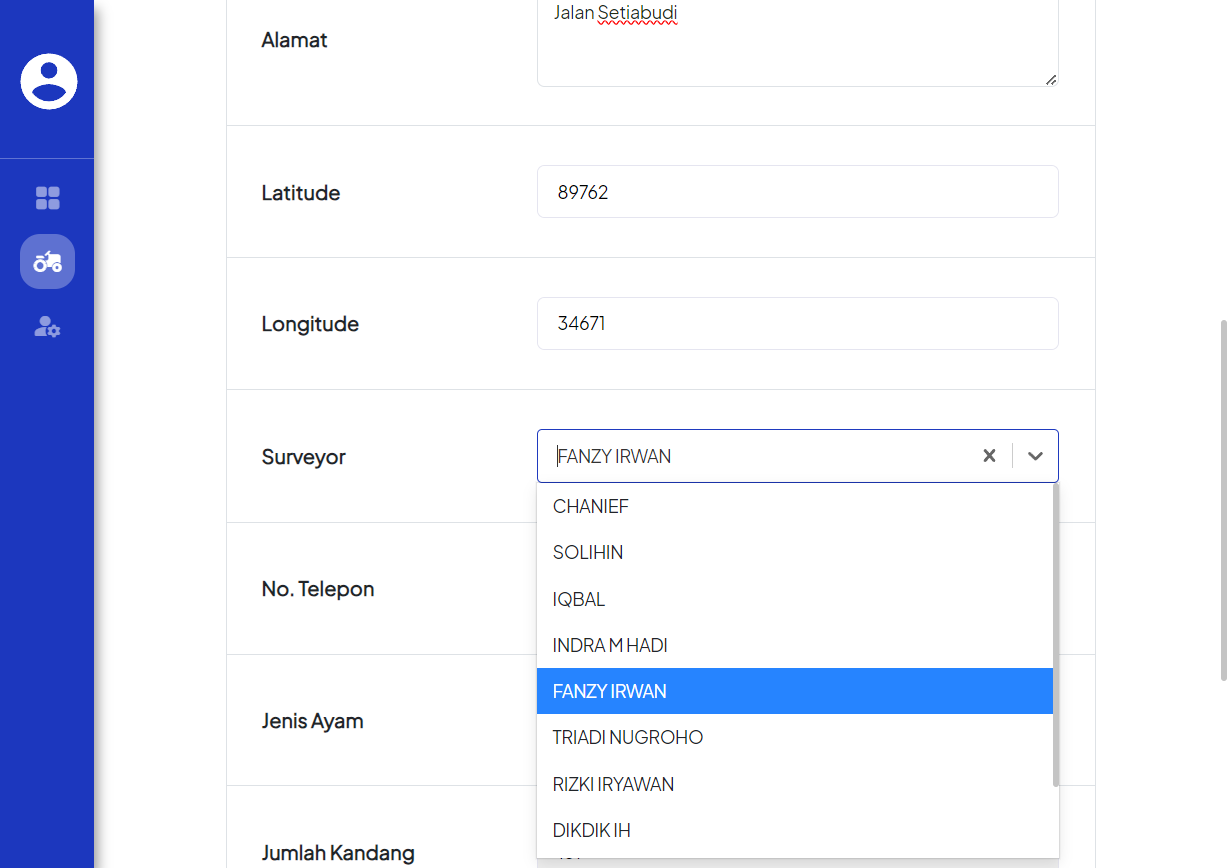 Alamat
Jalan Setiabudi
Latitude
89762
Longitude
34671
Surveyor
FANZY IRWAN
CHANIEF
SOLIHIN
IQBAL
INDRA M HADI
FANZY IRWAN
TRIADI NUGROHO
RIZKI IRYAWAN
DIKDIK IH
No. Telepon
Jenis Ayam
Jumlah Kandang